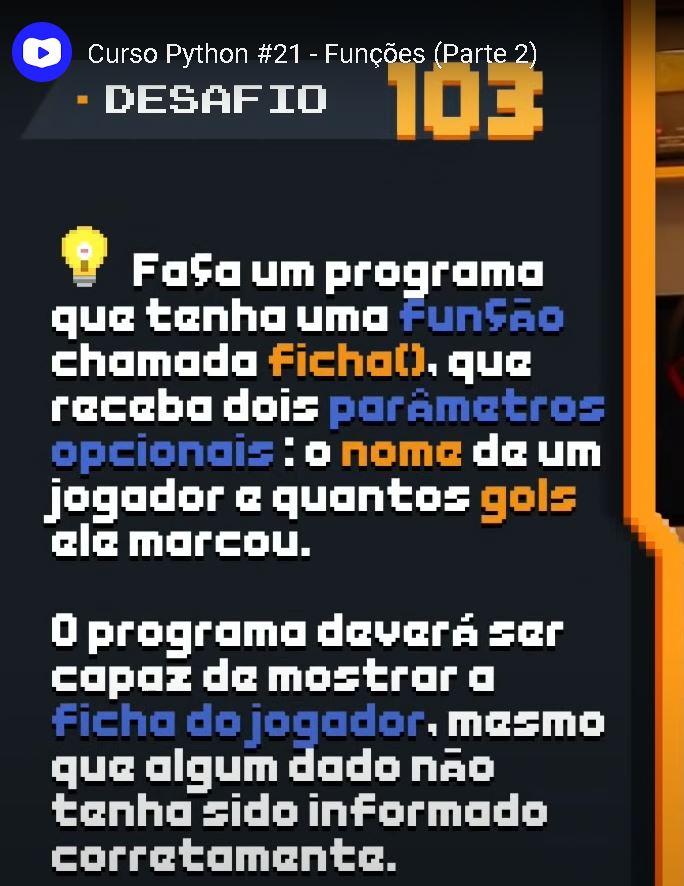 Curso Python #21 - Funções (Parte 2)
DESAFIO 103
Faça um programa
que tenha uma função
chamada ficha(), que
receba dois parâmetros
opcionais: o nome de um
jogador e quantos gols
ele marcou.
O programa deverá ser
capaz de mostrar a
ficha do jogador, mesmo
que algum dado não
tenha sido informado
corretamente.